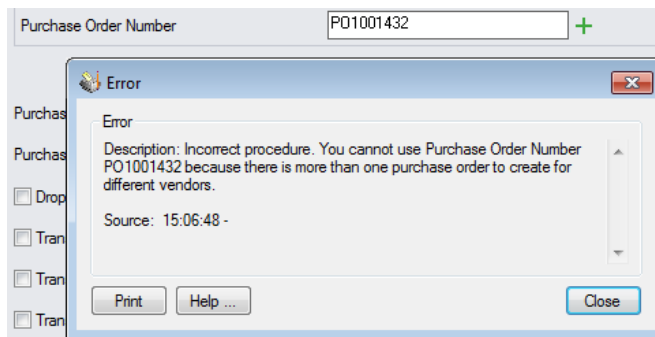 Purchase Order Number
PO1001432
Error
Purchas
Error
Description: Incorrect procedure. You cannot use Purchase Order Number
PO1001432 because there is more than one purchase order to create for
different vendors.
Purchas
Drop
Source: 15:06:48 -
Tran
Tran
Print
Help ...
Close
Tran